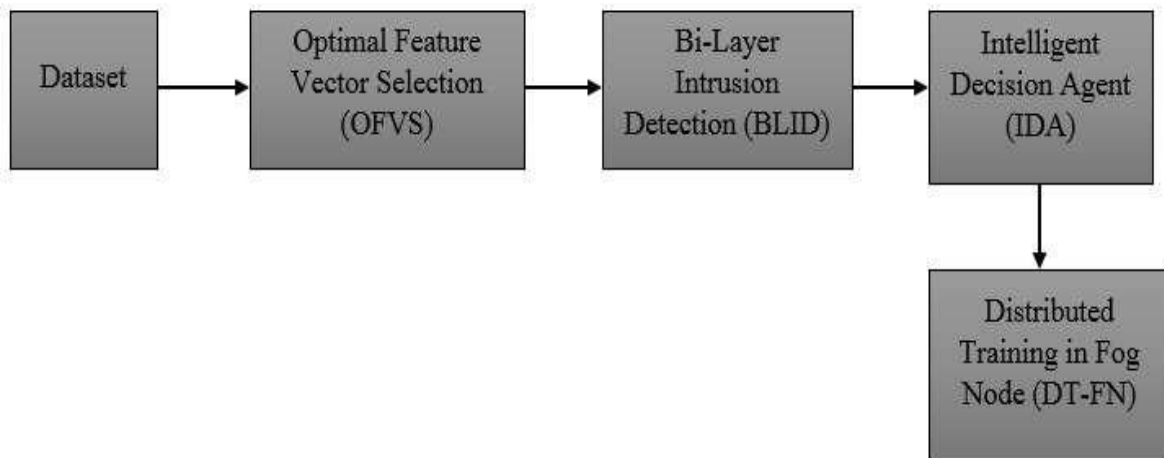 Dataset
Optimal Feature
Vector Selection
(OFVS)
Bi-Layer
Intrusion
Detection (BLID)
Intelligent
Decision Agent
(IDA)
Distributed
Training in Fog
Node (DT-FN)